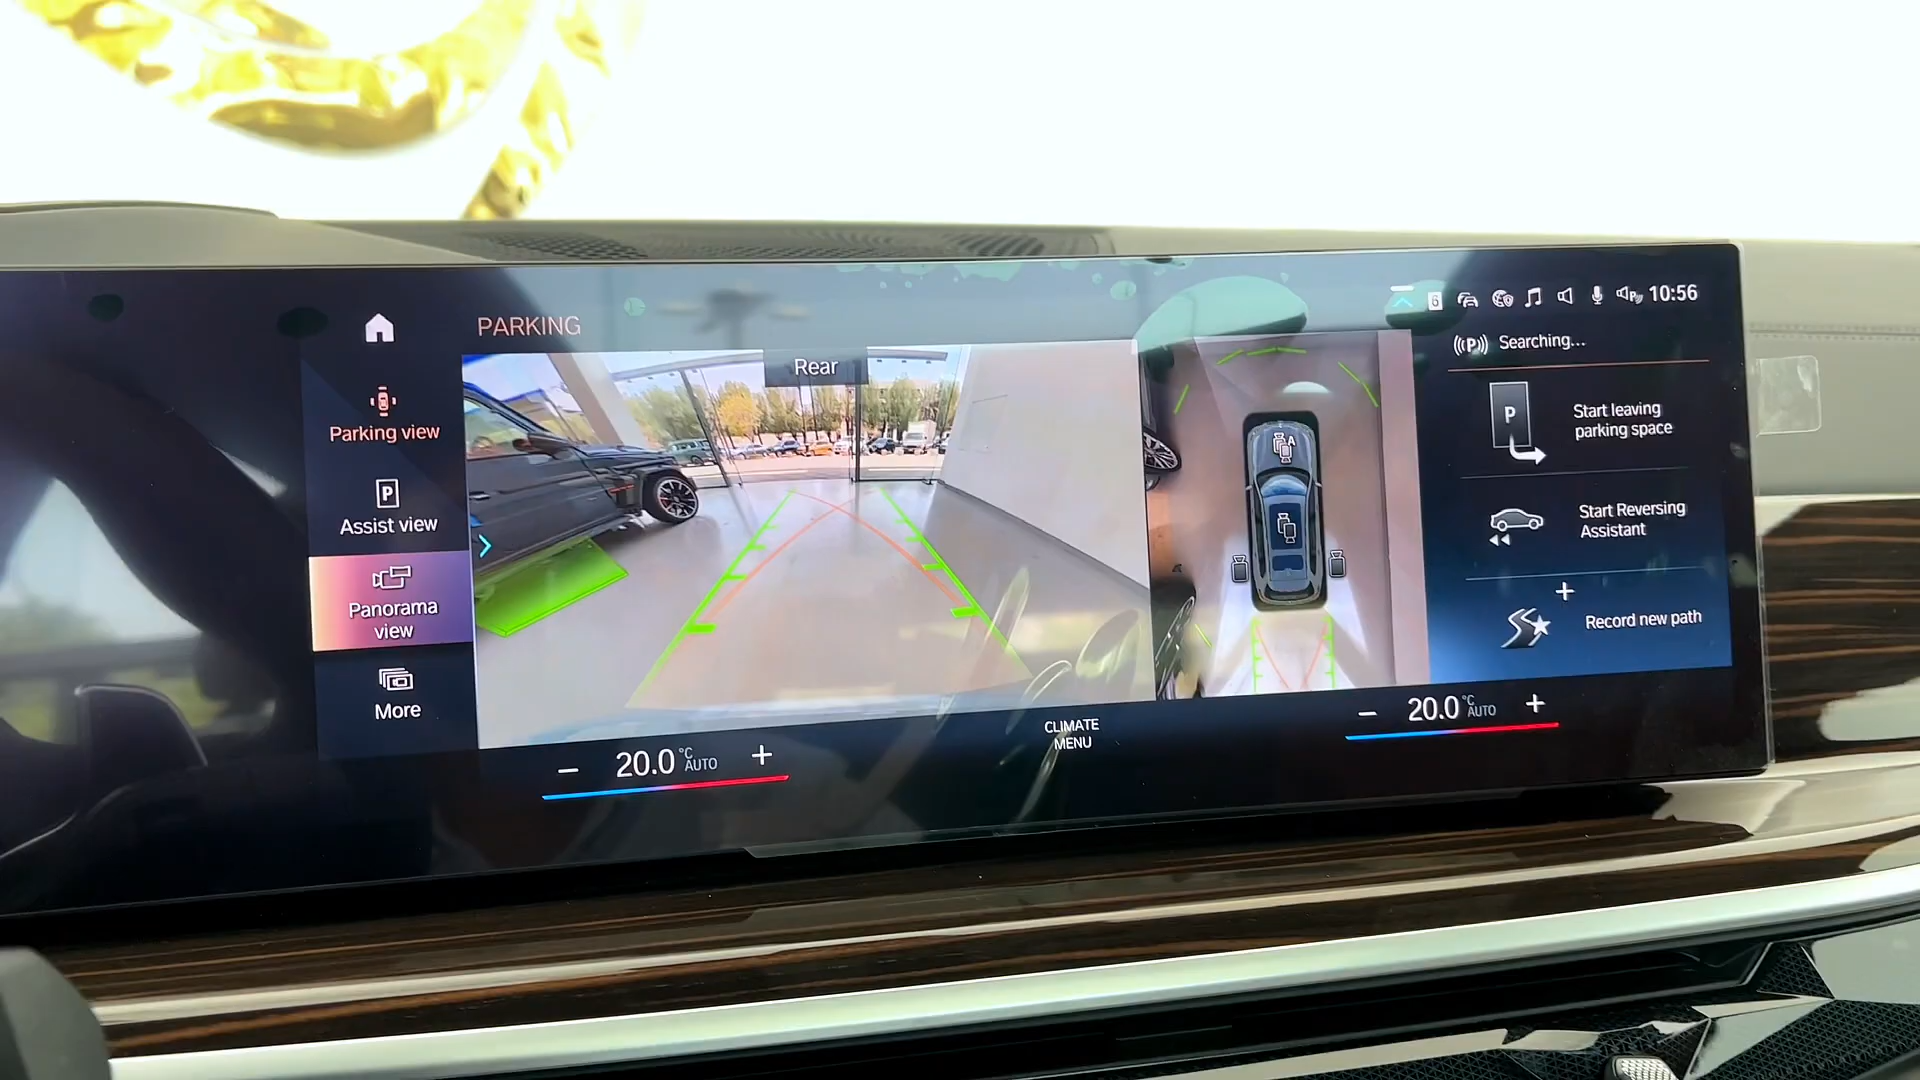 PARKING
6
10:56
Rear
Parking view
P
Assist view
Panorama
view
More
(P)
Searching...
P
Start leaving
parking space
Start Reversing
Assistant
Record new path
A
20.0 °C
AUTO
CLIMATE
MENU
20.0 °C
AUTO